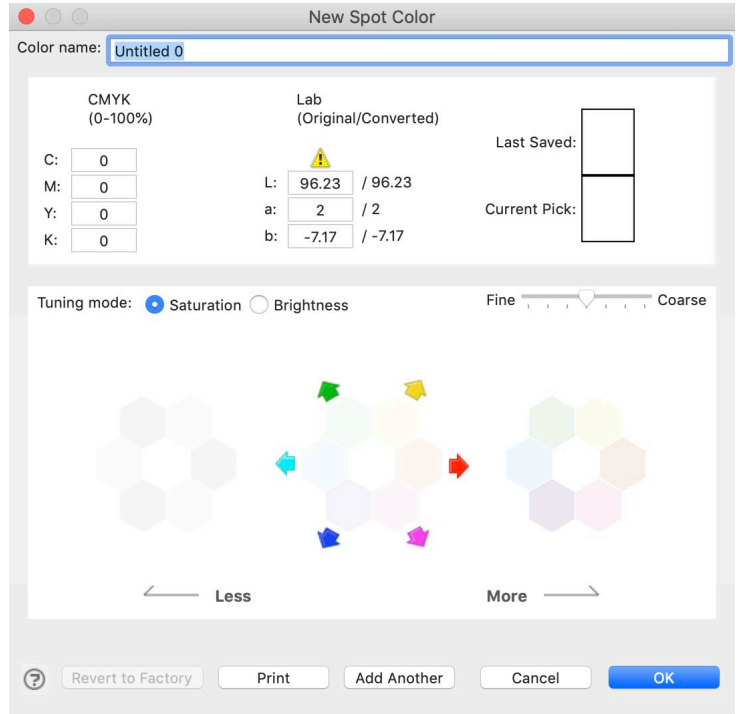 New Spot Color
Color name: Untitled 0
CMYK
(0-100%)
Lab
(Original/Converted)
C: 0
M: 0
Y: 0
K: 0
L: 96.23 / 96.23
a: 2 / 2
b: -7.17 / -7.17
Last Saved:
Current Pick:
Tuning mode: Saturation Brightness
Fine Coarse
Less
More
? Revert to Factory Print Add Another Cancel OK